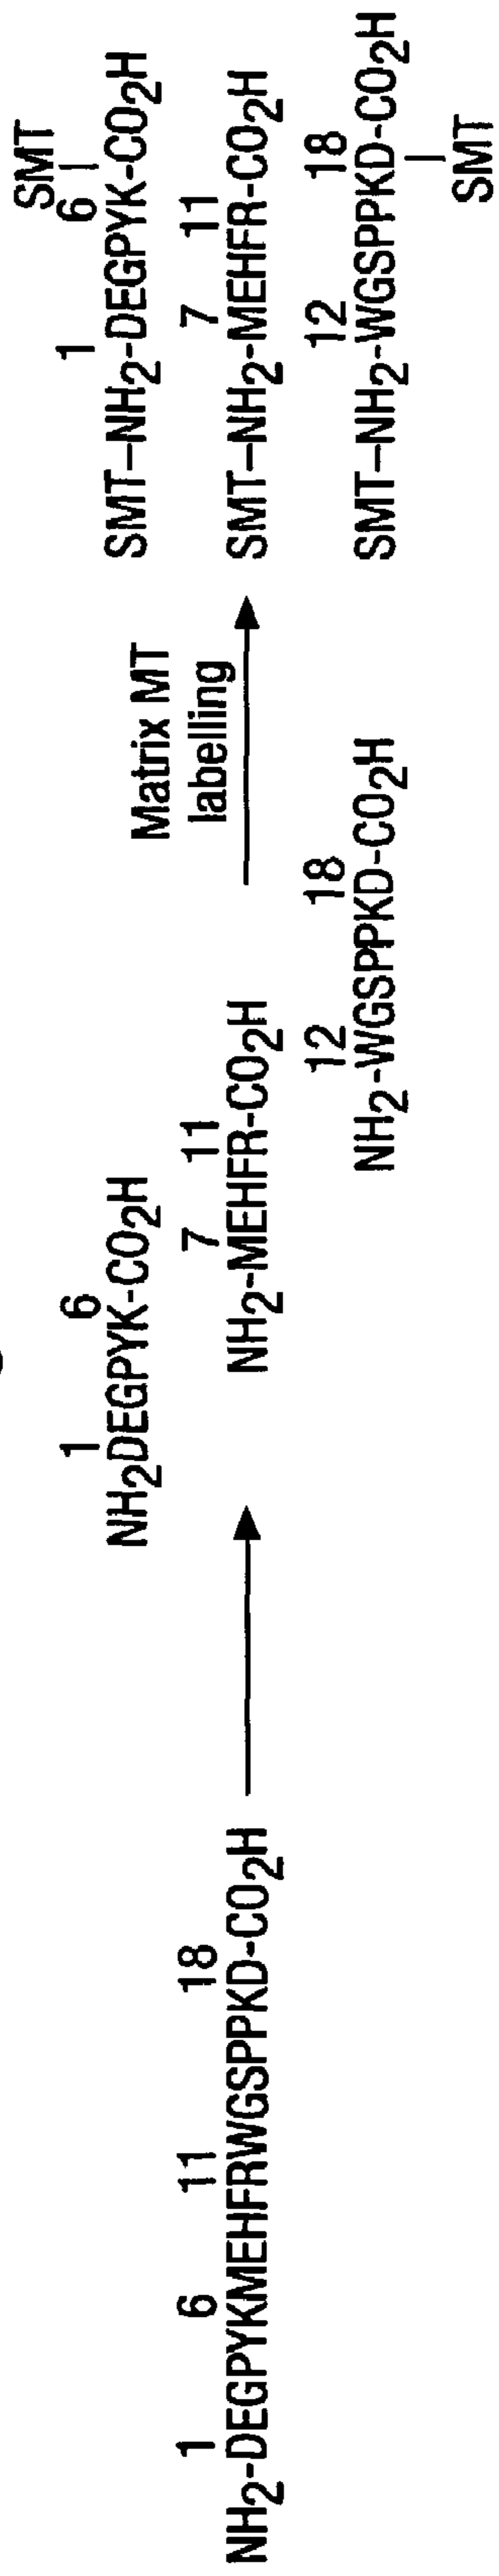 1 6 11 18
NH2-DEGPYKMEHFRWGSPPKD-CO2H
1 6
NH2DEGPYK-CO2H
7 11
NH2-MEHFR-CO2H
12 18
NH2-WGSPPKD-CO2H
Matrix MT
labelling
SMT
1 6
SMT–NH2-DEGPYK-CO2H
7 11
SMT–NH2-MEHFR-CO2H
12 18
SMT–NH2-WGSPPKD-CO2H
SMT